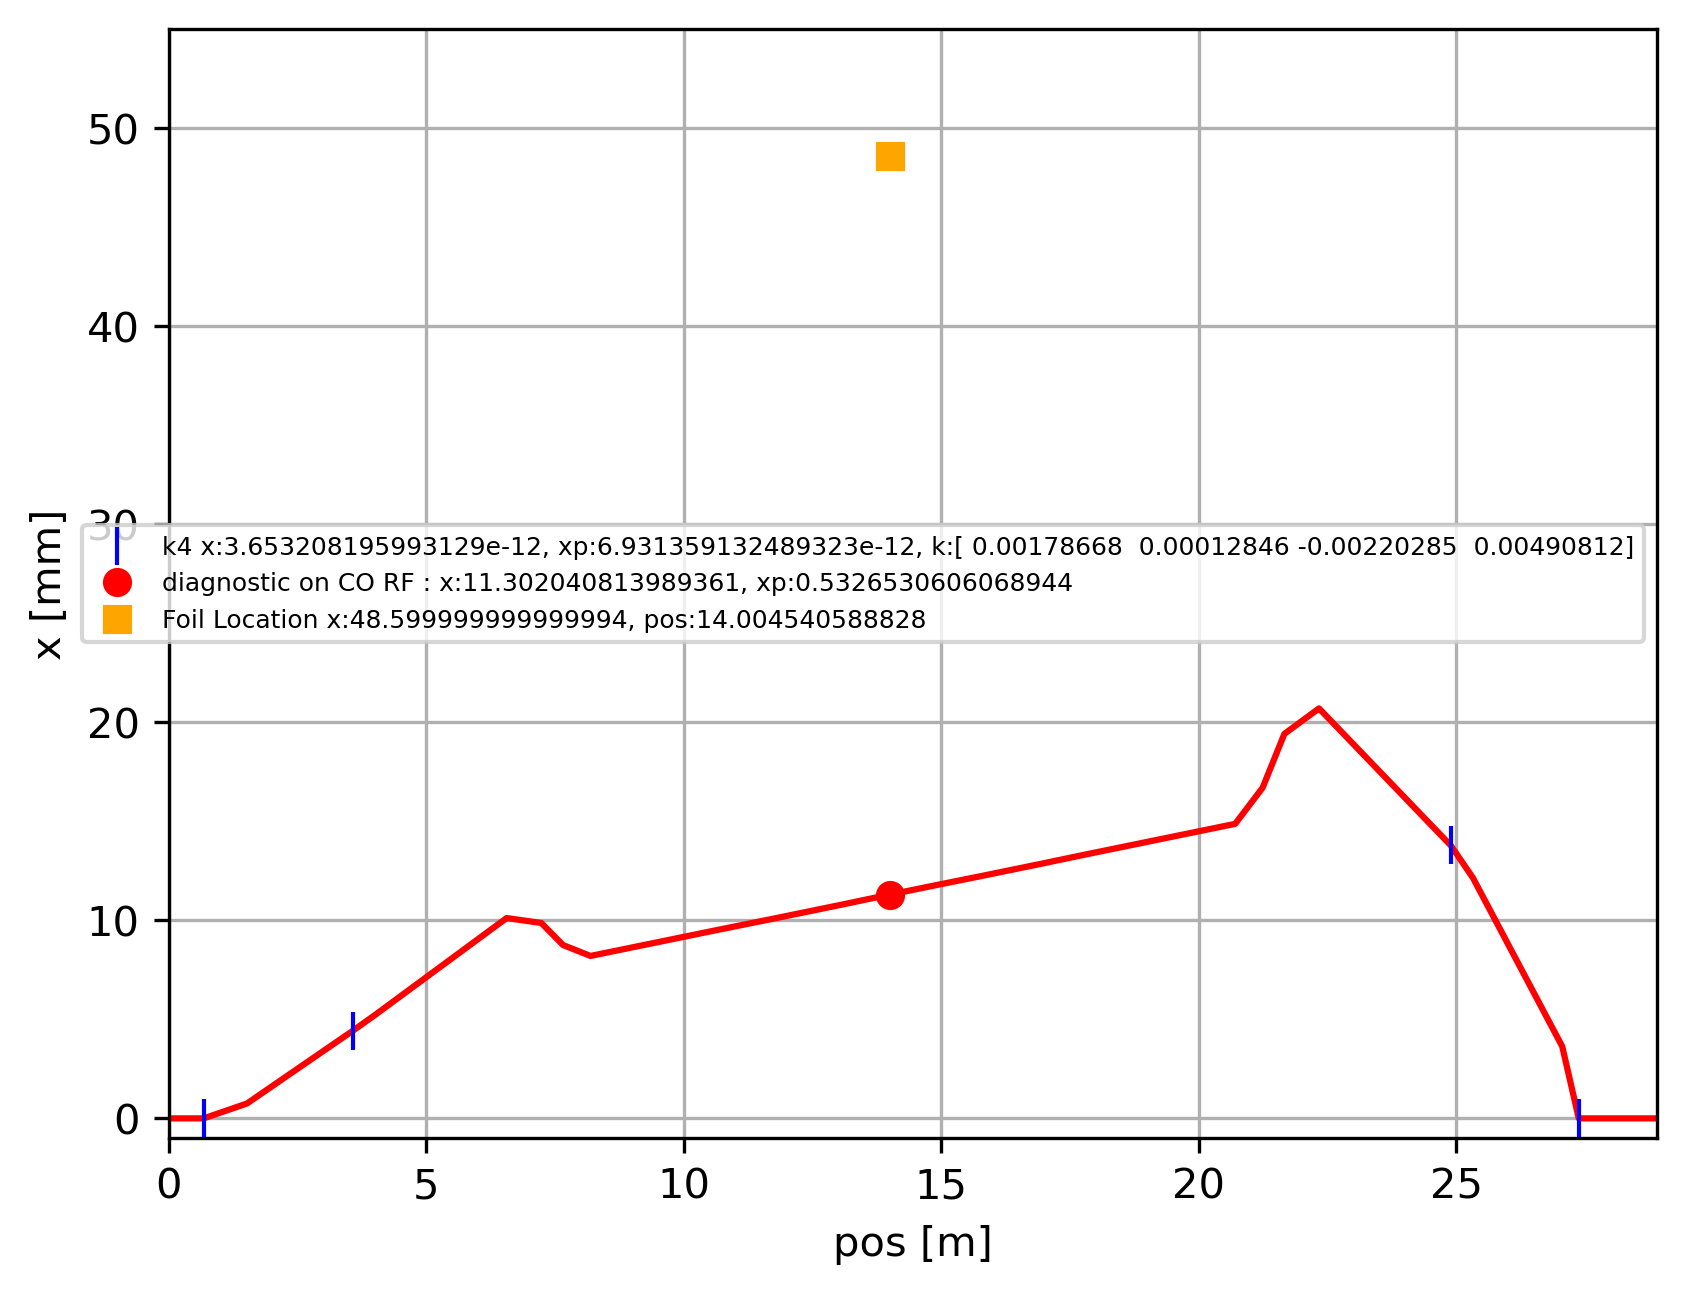 50
40
30
20
10
0
x [mm]
k4 x:3.653208195993129e-12, xp:6.931359132489323e-12, k:[ 0.00178668  0.00012846 -0.00220285  0.00490812]
diagnostic on CO RF : x:11.302040813989361, xp:0.5326530606068944
Foil Location x:48.599999999999994, pos:14.004540588828
0 5 10 15 20 25
pos [m]